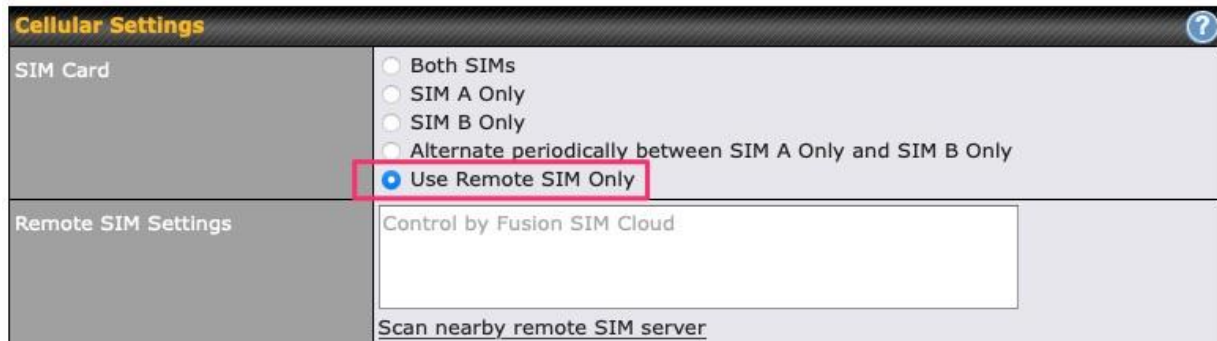 Cellular Settings
?
SIM Card
Both SIMs
SIM A Only
SIM B Only
Alternate periodically between SIM A Only and SIM B Only
Use Remote SIM Only
Remote SIM Settings
Control by Fusion SIM Cloud
Scan nearby remote SIM server